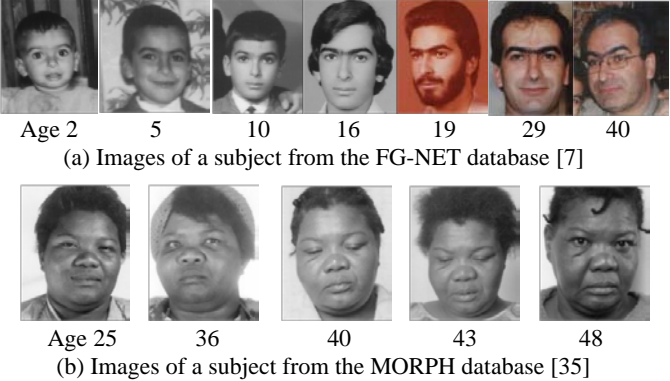 Age 2 5 10 16 19 29 40
(a) Images of a subject from the FG-NET database [7]
Age 25 36 40 43 48
(b) Images of a subject from the MORPH database [35]